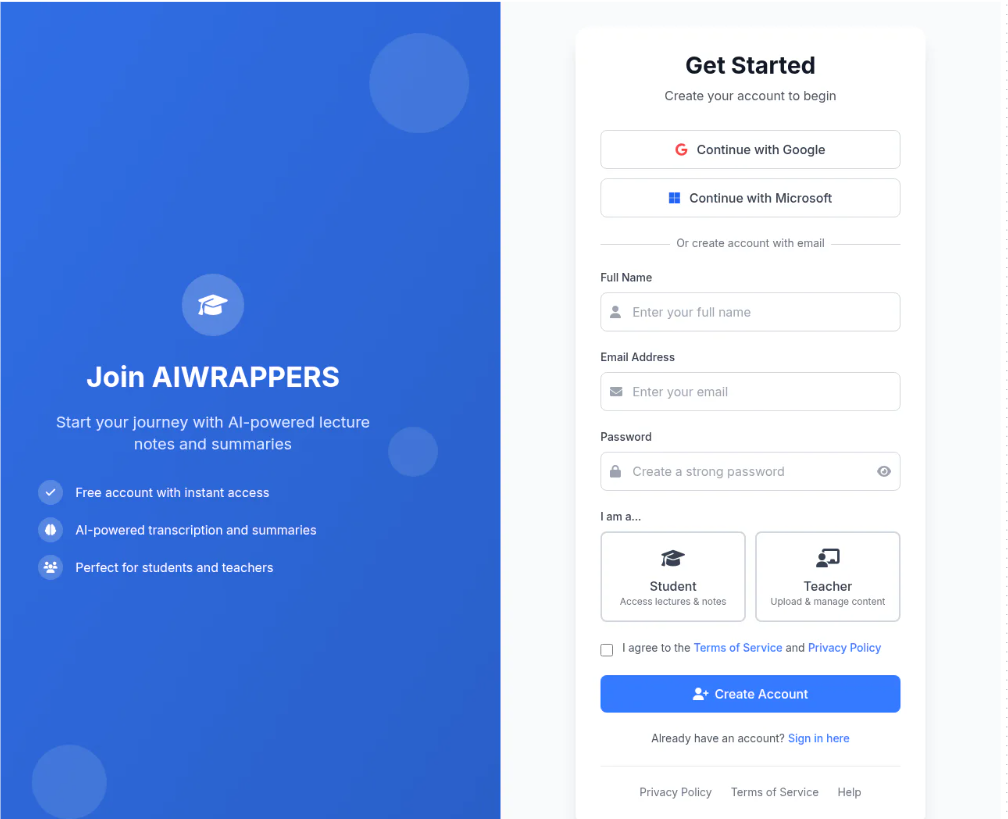 Join AIWRAPPERS
Start your journey with AI-powered lecture
notes and summaries
Free account with instant access
AI-powered transcription and summaries
Perfect for students and teachers
Get Started
Create your account to begin
Continue with Google
Continue with Microsoft
Or create account with email
Full Name
Enter your full name
Email Address
Enter your email
Password
Create a strong password
I am a...
Student
Access lectures & notes
Teacher
Upload & manage content
I agree to the Terms of Service and Privacy Policy
Create Account
Already have an account? Sign in here
Privacy Policy Terms of Service Help